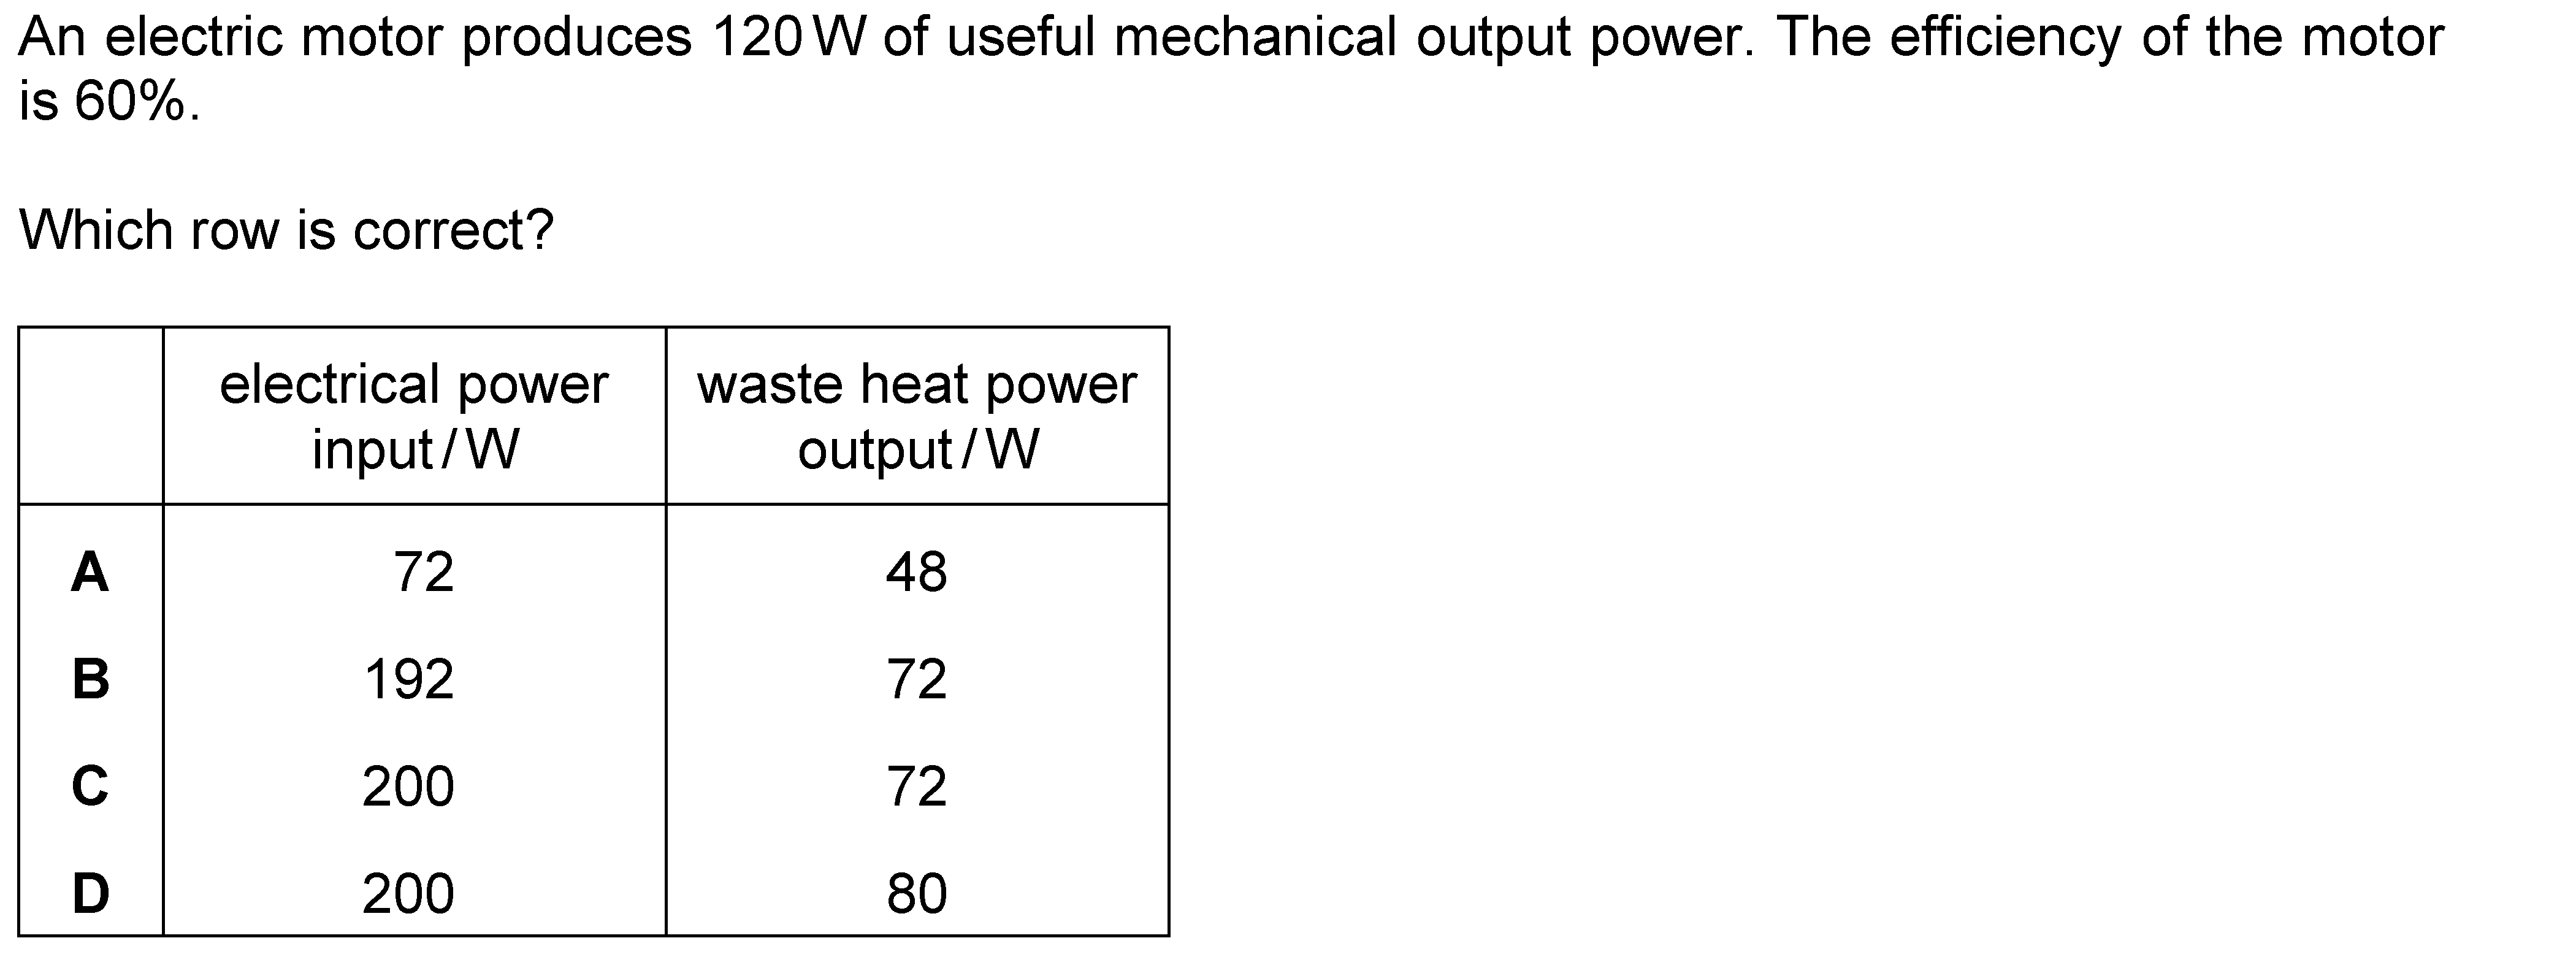 An electric motor produces 120 W of useful mechanical output power. The efficiency of the motor
is 60%.
Which row is correct?
electrical power waste heat power
input / W output / W
A 72 48
B 192 72
C 200 72
D 200 80